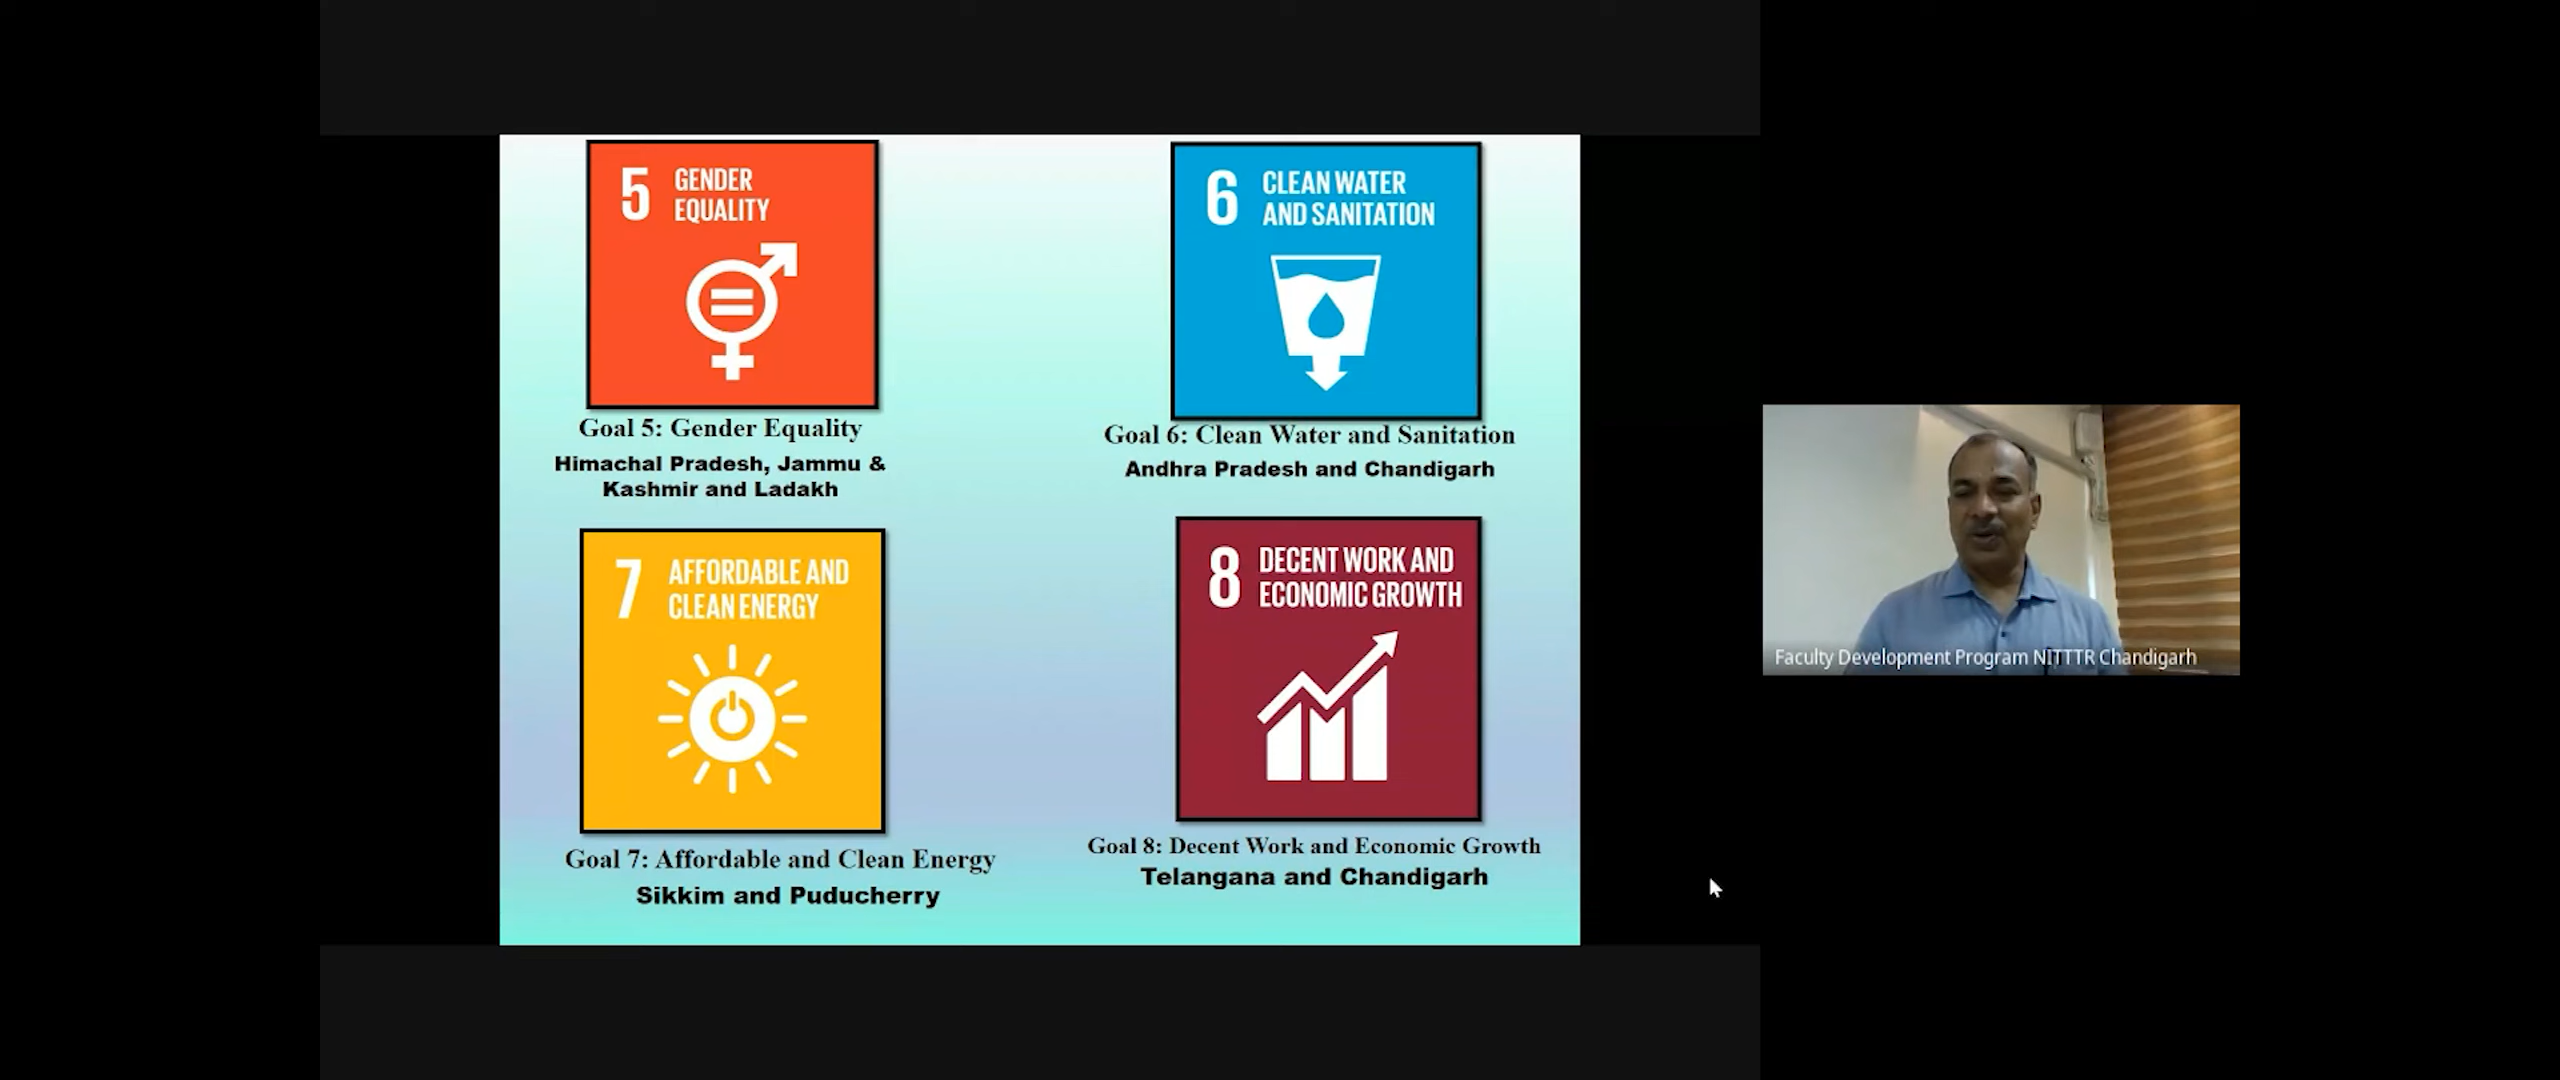 5 GENDER
EQUALITY
Goal 5: Gender Equality
Himachal Pradesh, Jammu &
Kashmir and Ladakh
6 CLEAN WATER
AND SANITATION
Goal 6: Clean Water and Sanitation
Andhra Pradesh and Chandigarh
7 AFFORDABLE AND
CLEAN ENERGY
Goal 7: Affordable and Clean Energy
Sikkim and Puducherry
8 DECENT WORK AND
ECONOMIC GROWTH
Goal 8: Decent Work and Economic Growth
Telangana and Chandigarh
Faculty Development Program NITTTR Chandigarh